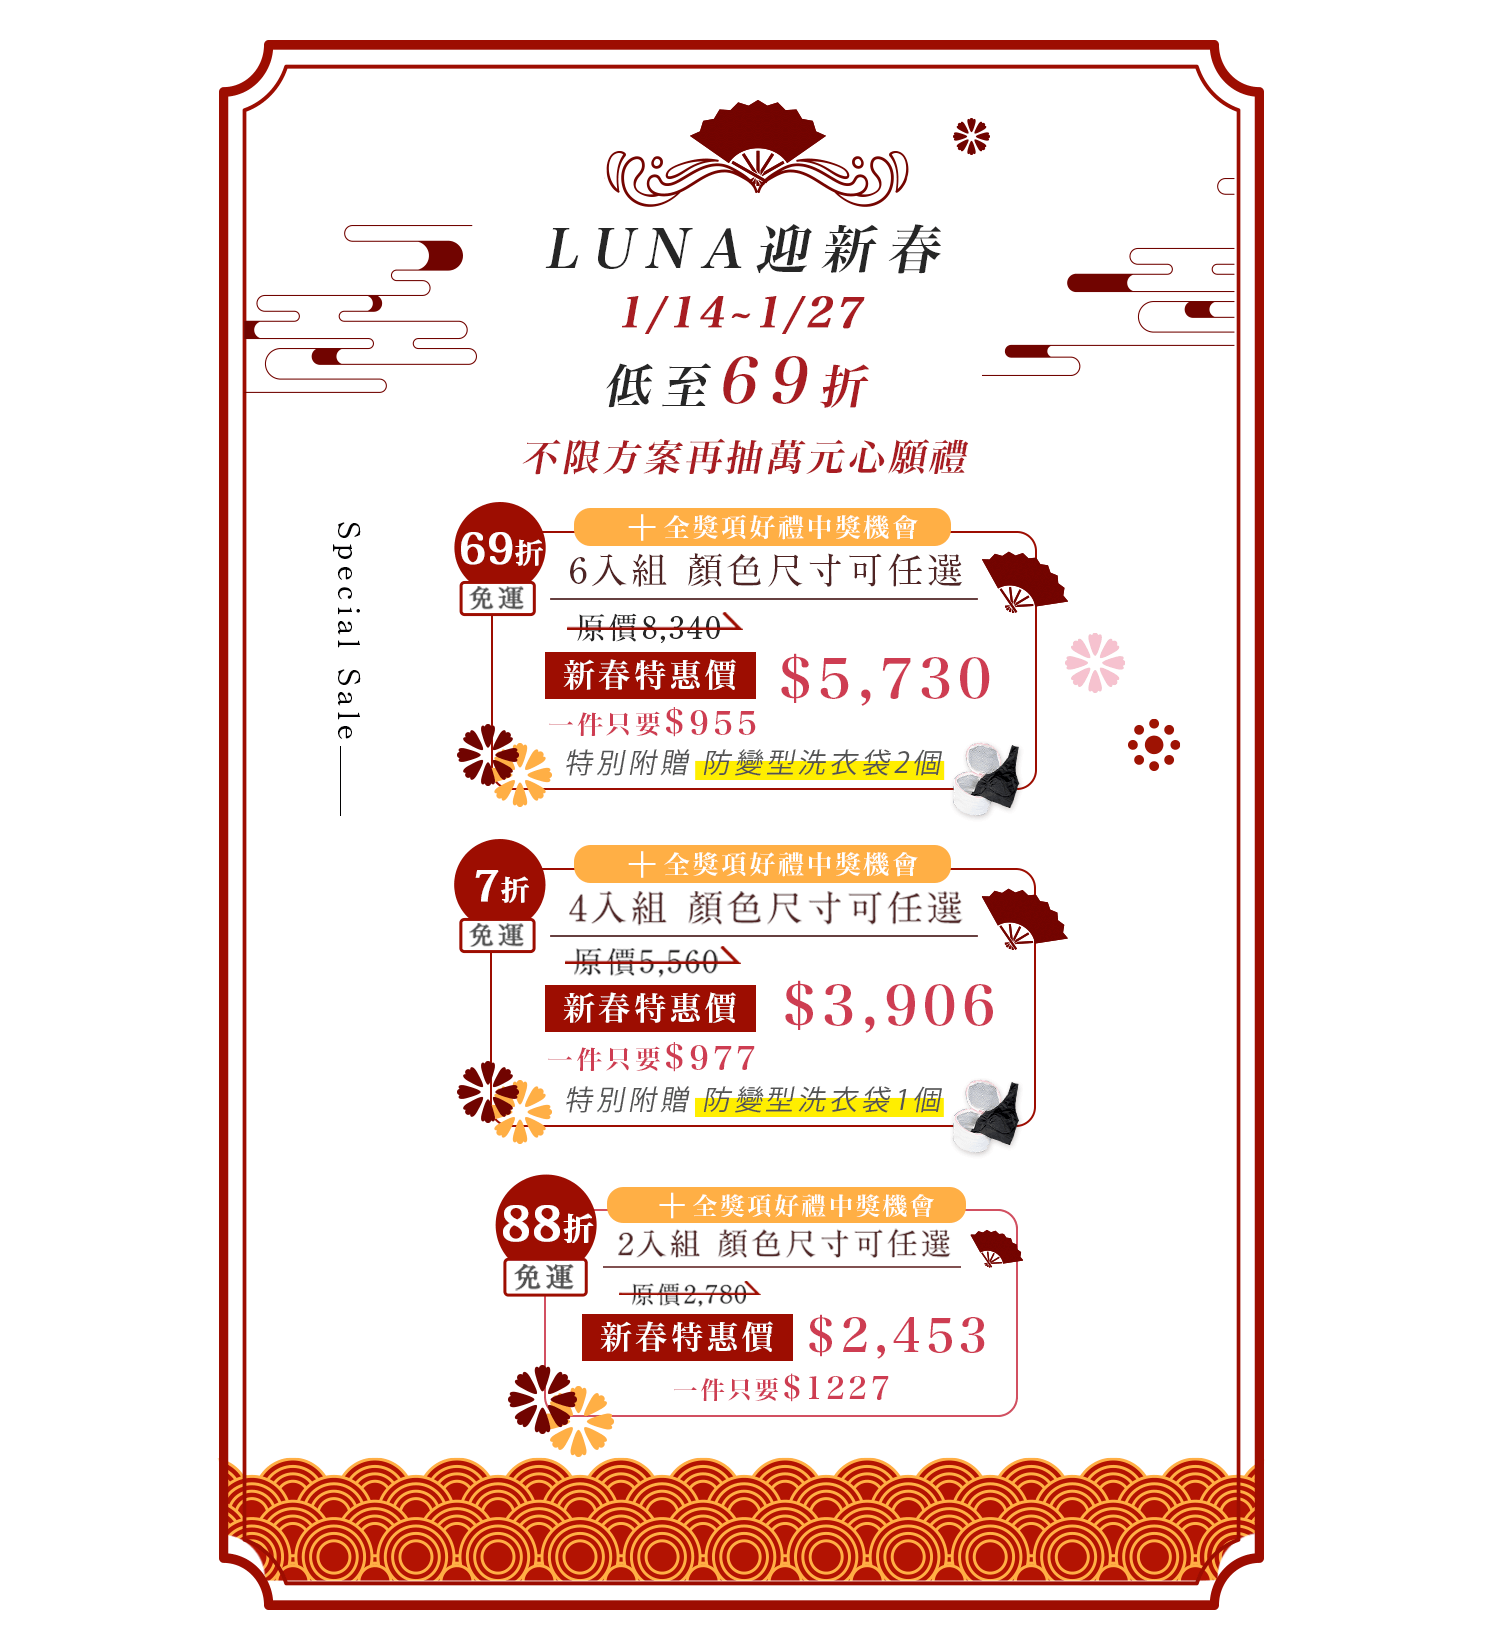 LUNA迎新春
1/14~1/27
低至69折
不限方案再抽萬元心願禮
Special Sale
69折
免運
＋全獎項好禮中獎機會
6入組 顏色尺寸可任選
原價8,340
新春特惠價 $5,730
一件只要$955
特別附贈 防變型洗衣袋2個
7折
免運
＋全獎項好禮中獎機會
4入組 顏色尺寸可任選
原價5,560
新春特惠價 $3,906
一件只要$977
特別附贈 防變型洗衣袋1個
88折
免運
＋全獎項好禮中獎機會
2入組 顏色尺寸可任選
原價2,780
新春特惠價 $2,453
一件只要$1227